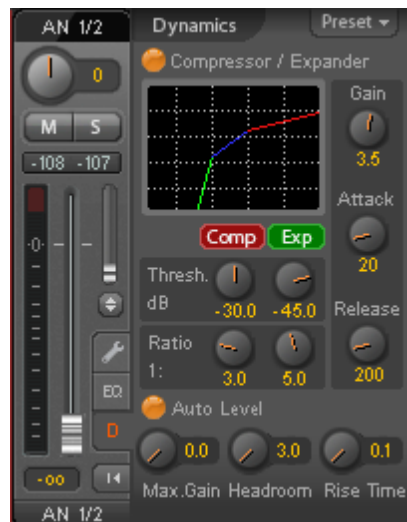 AN 1/2
Dynamics
Preset
0
Compressor / Expander
Gain
3.5
M
S
-108 -107
Attack
20
-0-
Comp
Exp
Thresh.
dB
-30.0
-45.0
Release
200
Ratio
1:
3.0
5.0
EQ
D
Auto Level
0.0
3.0
0.1
Max.Gain
Headroom
Rise Time
-oo
AN 1/2